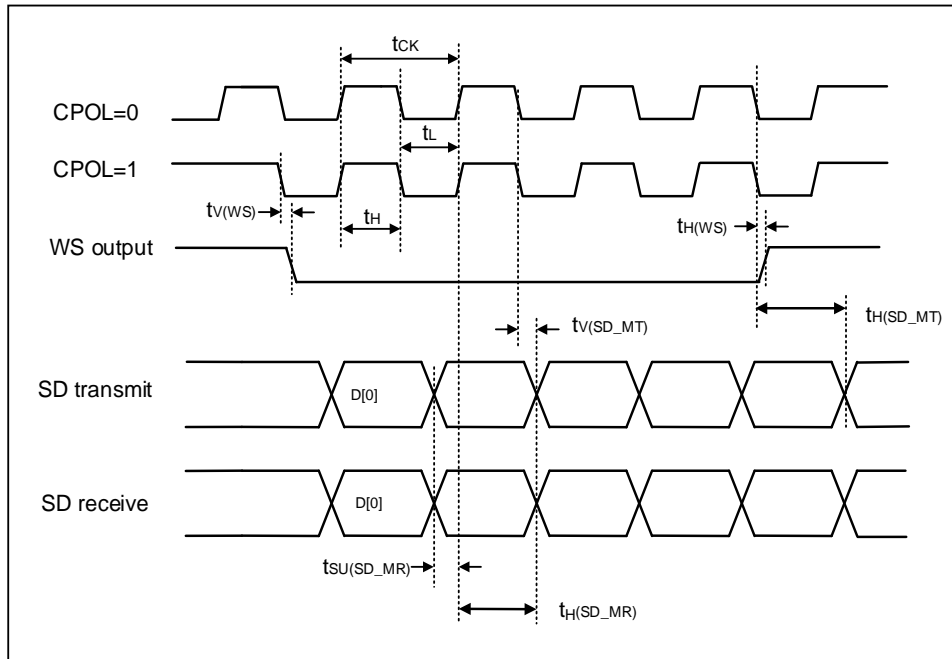 tCK
CPOL=0
tL
CPOL=1
tV(WS)
tH
tH(WS)
WS output
tV(SD_MT)
tH(SD_MT)
SD transmit
D[0]
SD receive
D[0]
tSU(SD_MR)
tH(SD_MR)